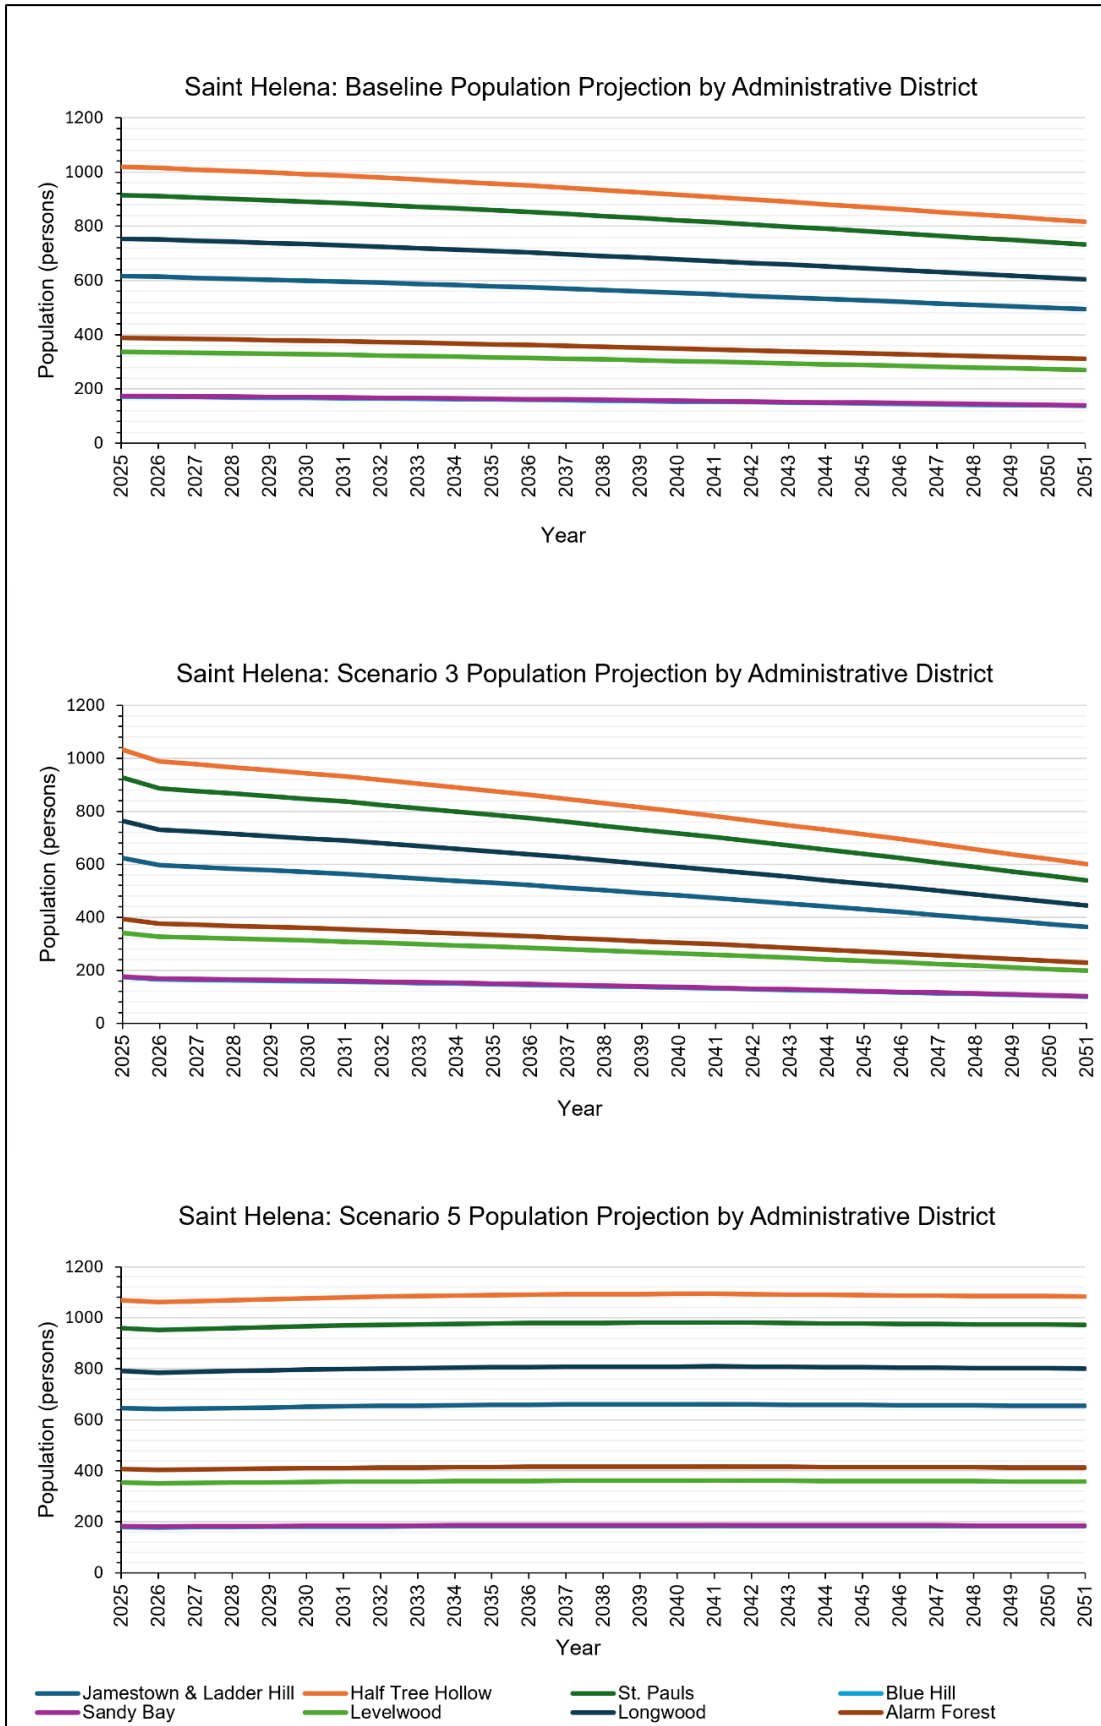 Saint Helena: Baseline Population Projection by Administrative District
1200
1000
800
600
400
200
0
Population (persons)
2025 2026 2027 2028 2029 2030 2031 2032 2033 2034 2035 2036 2037 2038 2039 2040 2041 2042 2043 2044 2045 2046 2047 2048 2049 2050 2051
Year
Saint Helena: Scenario 3 Population Projection by Administrative District
1200
1000
800
600
400
200
0
Population (persons)
2025 2026 2027 2028 2029 2030 2031 2032 2033 2034 2035 2036 2037 2038 2039 2040 2041 2042 2043 2044 2045 2046 2047 2048 2049 2050 2051
Year
Saint Helena: Scenario 5 Population Projection by Administrative District
1200
1000
800
600
400
200
0
Population (persons)
2025 2026 2027 2028 2029 2030 2031 2032 2033 2034 2035 2036 2037 2038 2039 2040 2041 2042 2043 2044 2045 2046 2047 2048 2049 2050 2051
Year
Jamestown & Ladder Hill Half Tree Hollow St. Pauls Blue Hill
Sandy Bay Levelwood Longwood Alarm Forest